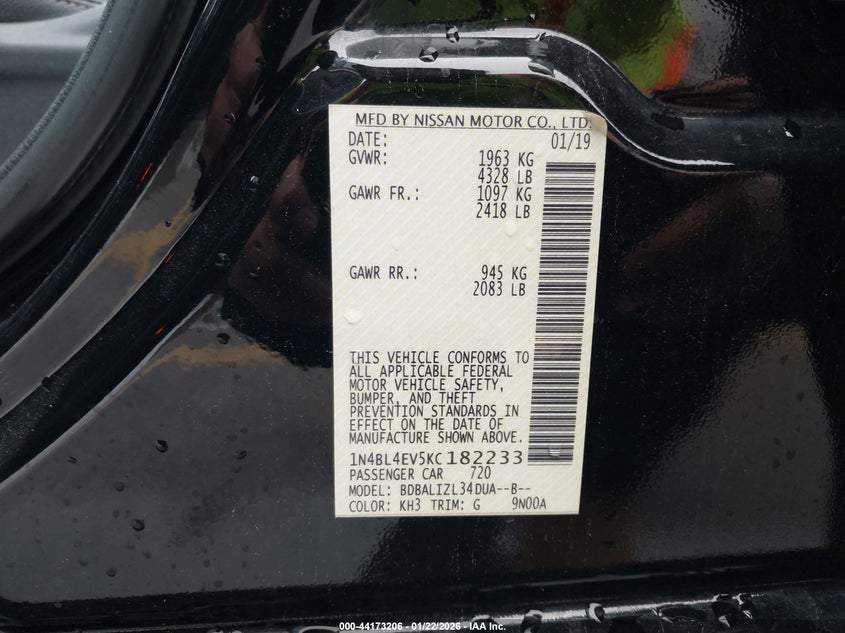 MFD BY NISSAN MOTOR CO., LTD.
DATE: 01/19
GVWR: 1963 KG
4328 LB
GAWR FR.: 1097 KG
2418 LB
GAWR RR.: 945 KG
2083 LB
THIS VEHICLE CONFORMS TO
ALL APPLICABLE FEDERAL
MOTOR VEHICLE SAFETY,
BUMPER, AND THEFT
PREVENTION STANDARDS IN
EFFECT ON THE DATE OF
MANUFACTURE SHOWN ABOVE.
1N4BL4EV5KC182233
PASSENGER CAR 720
MODEL: BDBALIZL34DUA--B--
COLOR: KH3 TRIM: G 9N00A
000-44173206 - 01/22/2026 - IAA Inc.